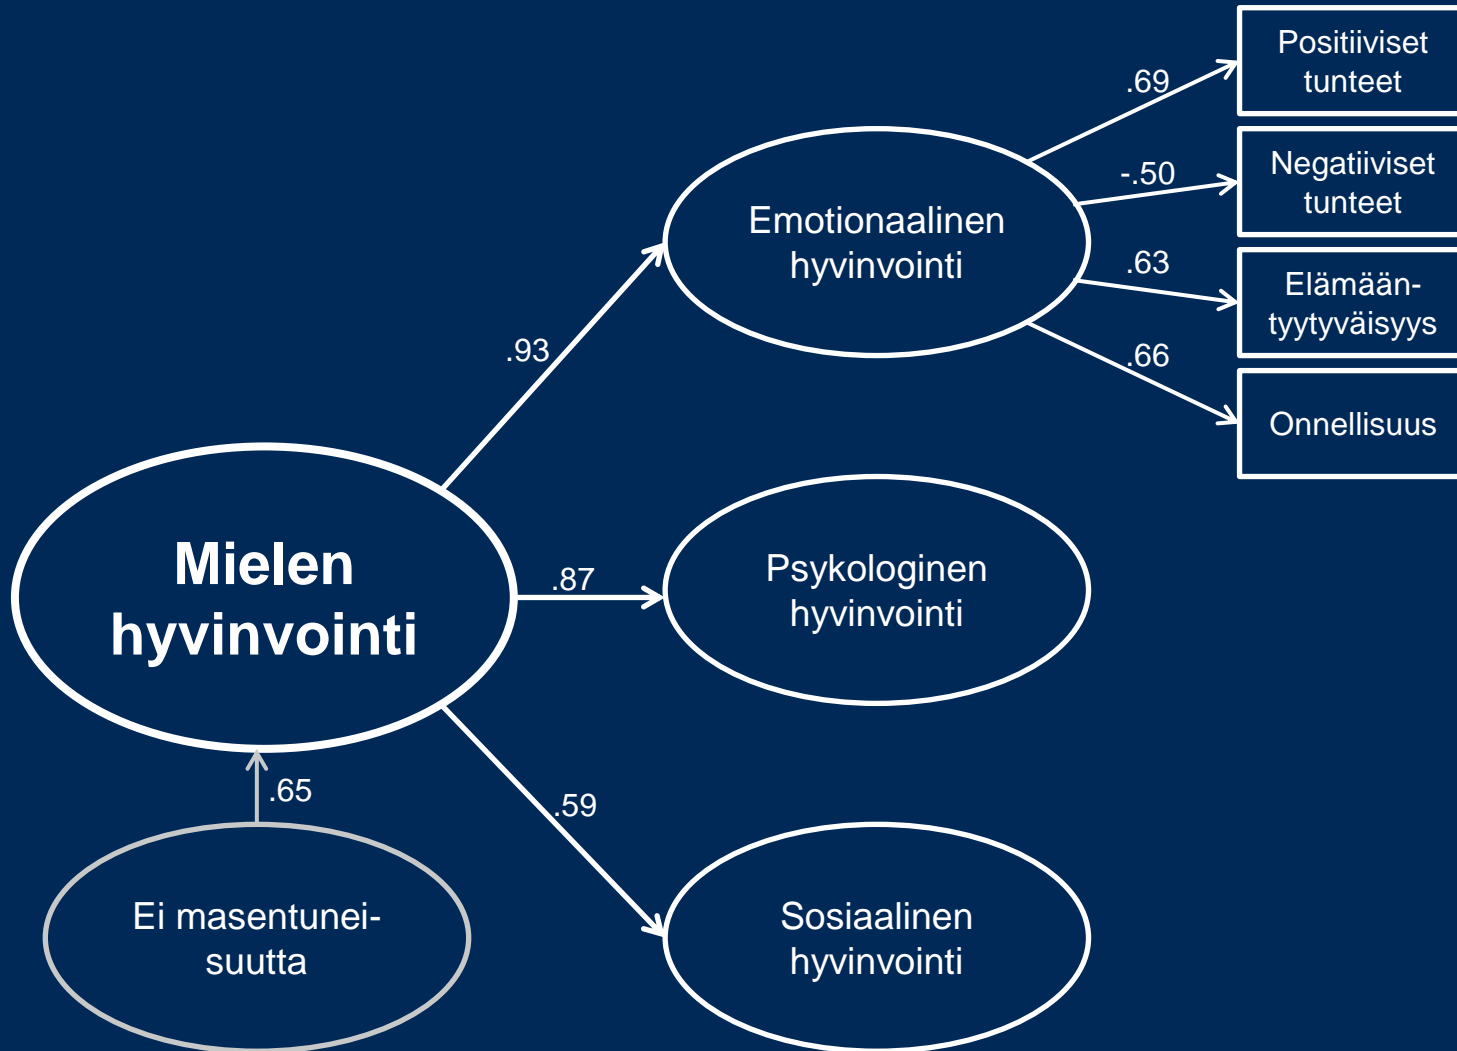 Positiiviset
tunteet
.69
Negatiiviset
tunteet
-.50
Emotionaalinen
hyvinvointi
.63
Elämään-
tyytyväisyys
.66
Onnellisuus
.93
Mielen
hyvinvointi
.87
Psykologinen
hyvinvointi
.65
.59
Ei masentunei-
suutta
Sosiaalinen
hyvinvointi